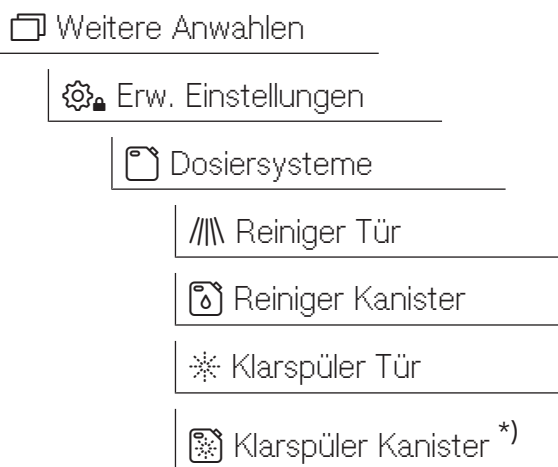 Weitere Anwahlen
Erw. Einstellungen
Dosiersysteme
Reiniger Tür
Reiniger Kanister
Klarspüler Tür
Klarspüler Kanister *)